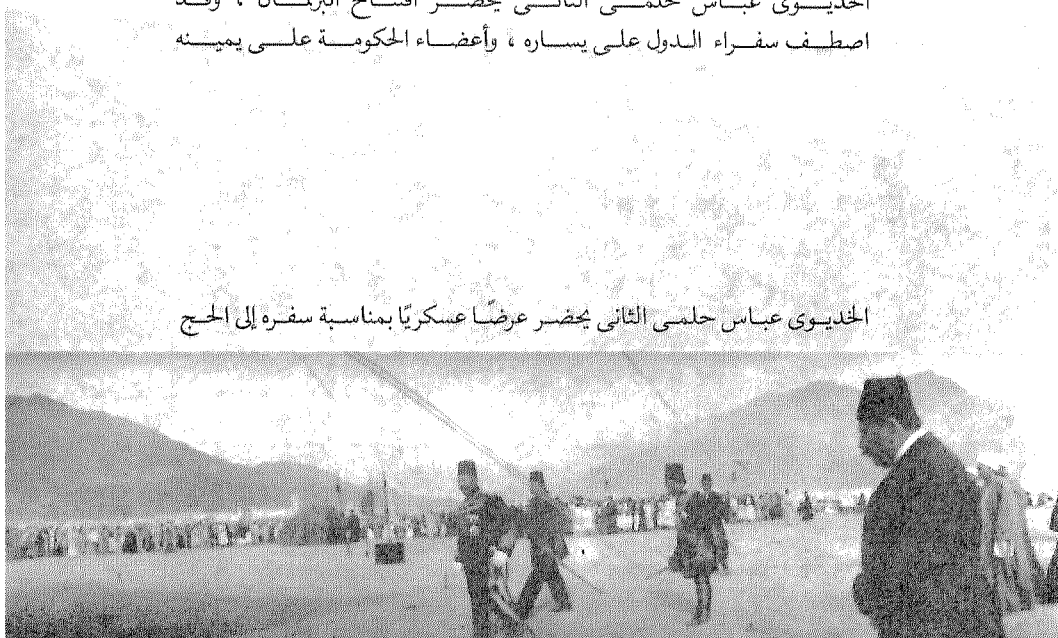 الخديوى عباس حلمى الثانى يحضر افتتاح البرلمان ، وقد
اصطف سفراء الدول على يساره ، وأعضاء الحكومة على يمينه
الخديوى عباس حلمى الثانى يحضر عرضًا عسكريًا بمناسبة سفره إلى الحج